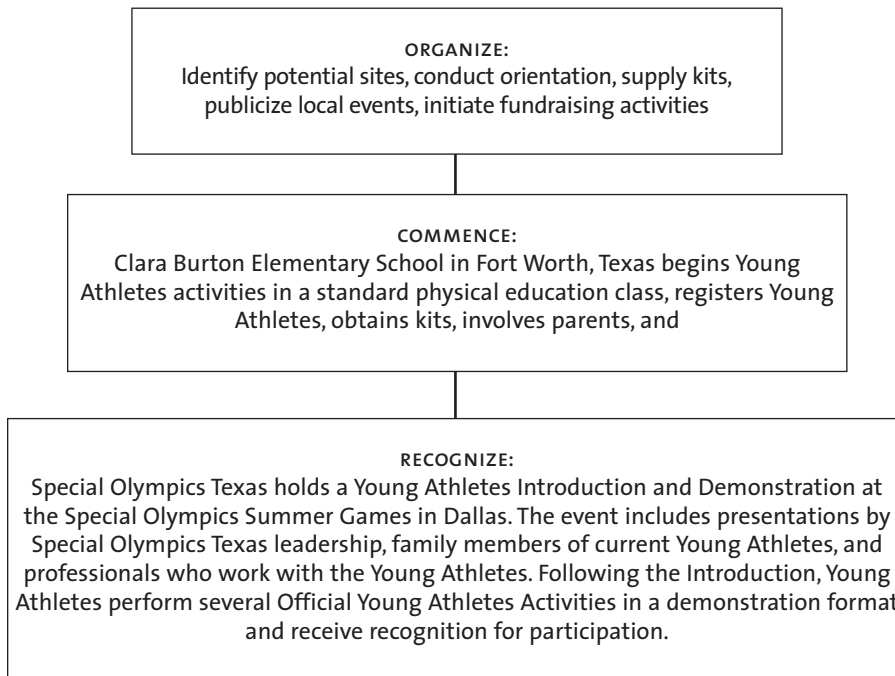 ORGANIZE:
Identify potential sites, conduct orientation, supply kits,
publicize local events, initiate fundraising activities
COMMENCE:
Clara Burton Elementary School in Fort Worth, Texas begins Young
Athletes activities in a standard physical education class, registers Young
Athletes, obtains kits, involves parents, and
RECOGNIZE:
Special Olympics Texas holds a Young Athletes Introduction and Demonstration at
the Special Olympics Summer Games in Dallas. The event includes presentations by
Special Olympics Texas leadership, family members of current Young Athletes, and
professionals who work with the Young Athletes. Following the Introduction, Young
Athletes perform several Official Young Athletes Activities in a demonstration format
and receive recognition for participation.